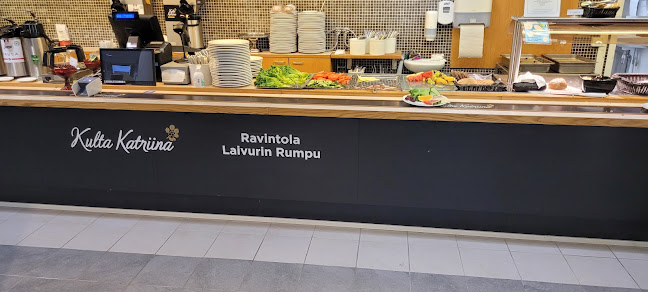 Kulta Katriina
Ravintola
Laivurin Rumpu